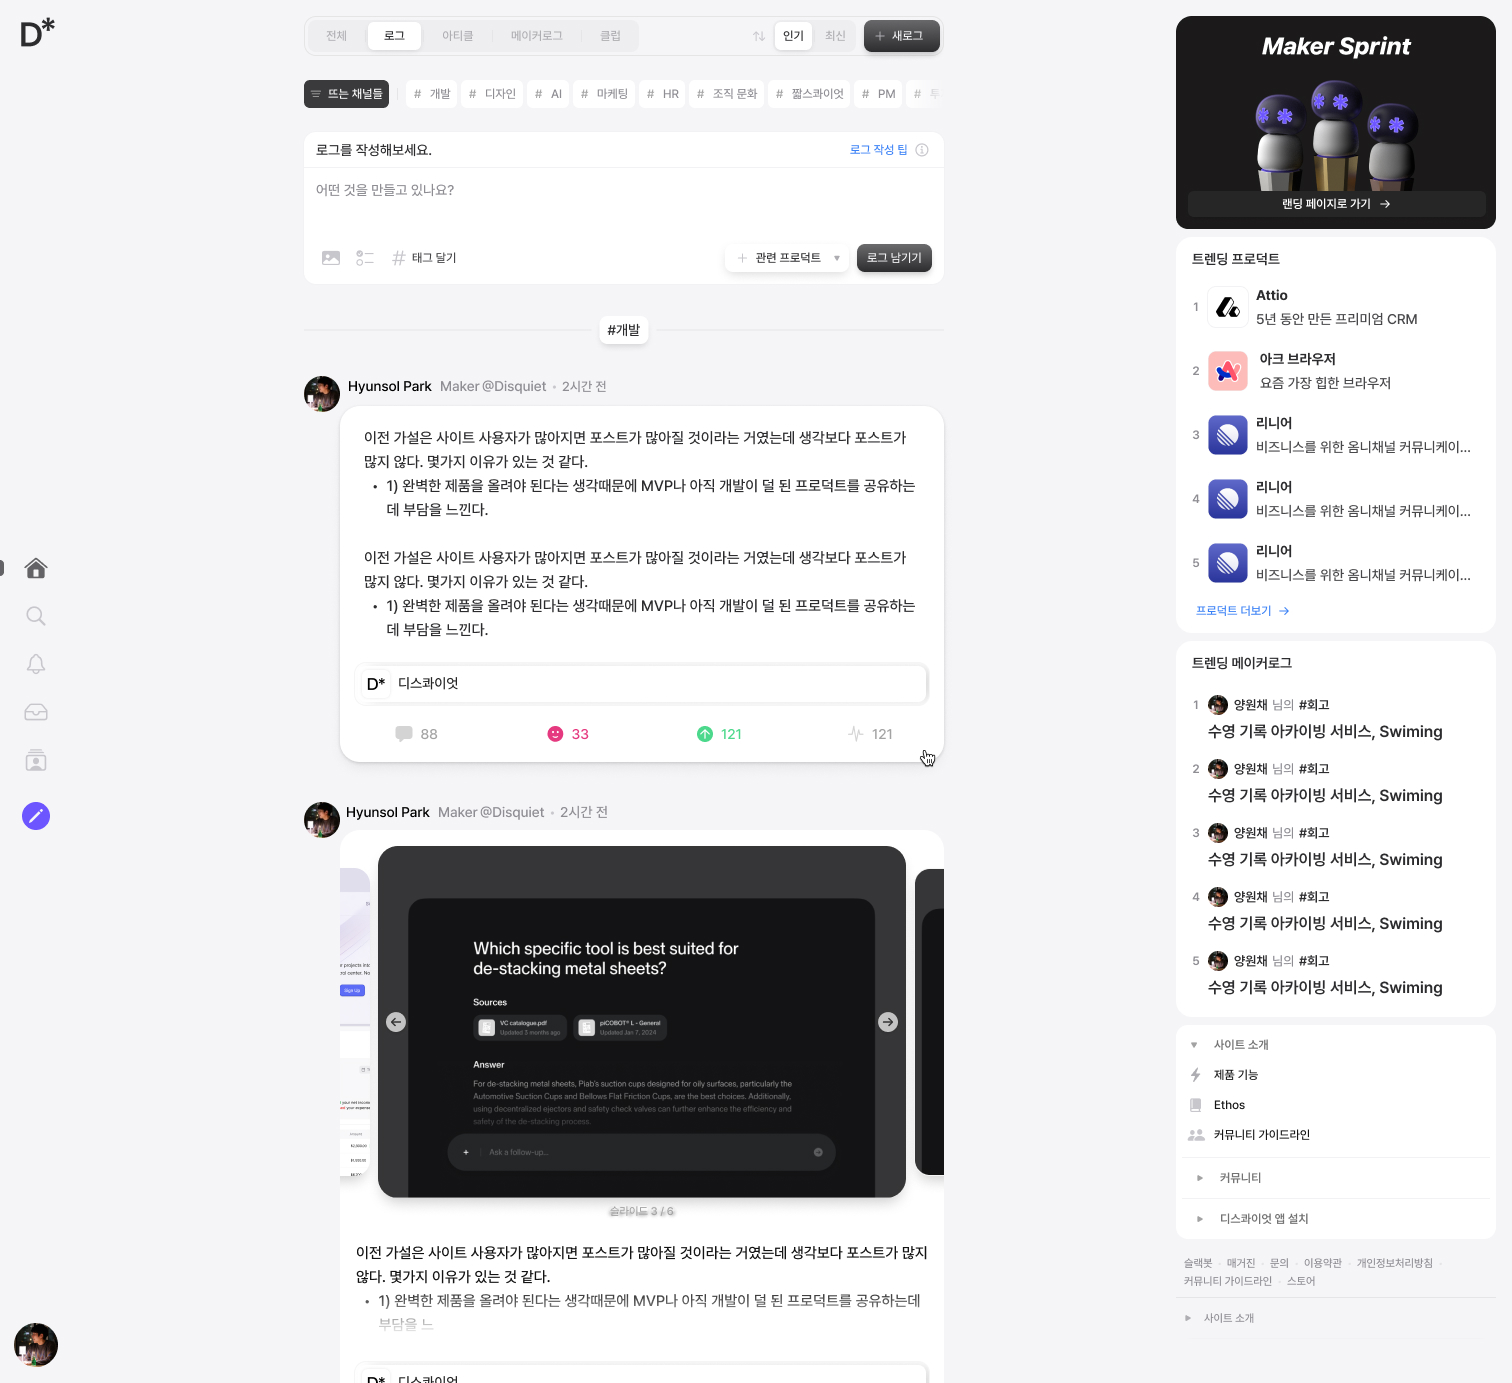 D*
전체
로그
아티클
메이커로그
클럽
인기
최신
+ 새로그
뜨는 채널들
# 개발
# 디자인
# AI
# 마케팅
# HR
# 조직 문화
# 짧스콰이엇
# PM
#
로그를 작성해보세요.
로그 작성 팁
어떤 것을 만들고 있나요?
# 태그 달기
+ 관련 프로덕트
로그 남기기
#개발
Hyunsol Park Maker @Disquiet • 2시간 전
이전 가설은 사이트 사용자가 많아지면 포스트가 많아질 것이라는 거였는데 생각보다 포스트가
많지 않다. 몇가지 이유가 있는 것 같다.
• 1) 완벽한 제품을 올려야 된다는 생각때문에 MVP나 아직 개발이 덜 된 프로덕트를 공유하는
데 부담을 느낀다.
이전 가설은 사이트 사용자가 많아지면 포스트가 많아질 것이라는 거였는데 생각보다 포스트가
많지 않다. 몇가지 이유가 있는 것 같다.
• 1) 완벽한 제품을 올려야 된다는 생각때문에 MVP나 아직 개발이 덜 된 프로덕트를 공유하는
데 부담을 느낀다.
D* 디스콰이엇
88
33
121
121
Hyunsol Park Maker @Disquiet • 2시간 전
Sign Up
Which specific tool is best suited for
de-stacking metal sheets?
Sources
VC catalogue.pdf
Updated 3 months ago
piCOBOT® L - General
Updated Jan 7, 2024
Answer
For de-stacking metal sheets, Piab's suction cups designed for oily surfaces, particularly the
Automotive Suction Cups and Bellows Flat Friction Cups, are the best choices. Additionally,
using decentralized ejectors and safety check valves can further enhance the efficiency and
safety of the de-stacking process.
+ Ask a follow-up...
슬라이드 3 / 6
이전 가설은 사이트 사용자가 많아지면 포스트가 많아질 것이라는 거였는데 생각보다 포스트가 많지
않다. 몇가지 이유가 있는 것 같다.
• 1) 완벽한 제품을 올려야 된다는 생각때문에 MVP나 아직 개발이 덜 된 프로덕트를 공유하는데
부담을 느
D* 디스콰이엇
Maker Sprint
랜딩 페이지로 가기 →
트렌딩 프로덕트
1 Attio
5년 동안 만든 프리미엄 CRM
2 아크 브라우저
요즘 가장 힙한 브라우저
3 리니어
비즈니스를 위한 옴니채널 커뮤니케이...
4 리니어
비즈니스를 위한 옴니채널 커뮤니케이...
5 리니어
비즈니스를 위한 옴니채널 커뮤니케이...
프로덕트 더보기 →
트렌딩 메이커로그
1 양원채 님의 #회고
수영 기록 아카이빙 서비스, Swiming
2 양원채 님의 #회고
수영 기록 아카이빙 서비스, Swiming
3 양원채 님의 #회고
수영 기록 아카이빙 서비스, Swiming
4 양원채 님의 #회고
수영 기록 아카이빙 서비스, Swiming
5 양원채 님의 #회고
수영 기록 아카이빙 서비스, Swiming
사이트 소개
제품 기능
Ethos
커뮤니티 가이드라인
커뮤니티
디스콰이엇 앱 설치
슬랙봇 · 매거진 · 문의 · 이용약관 · 개인정보처리방침 ·
커뮤니티 가이드라인 · 스토어
사이트 소개